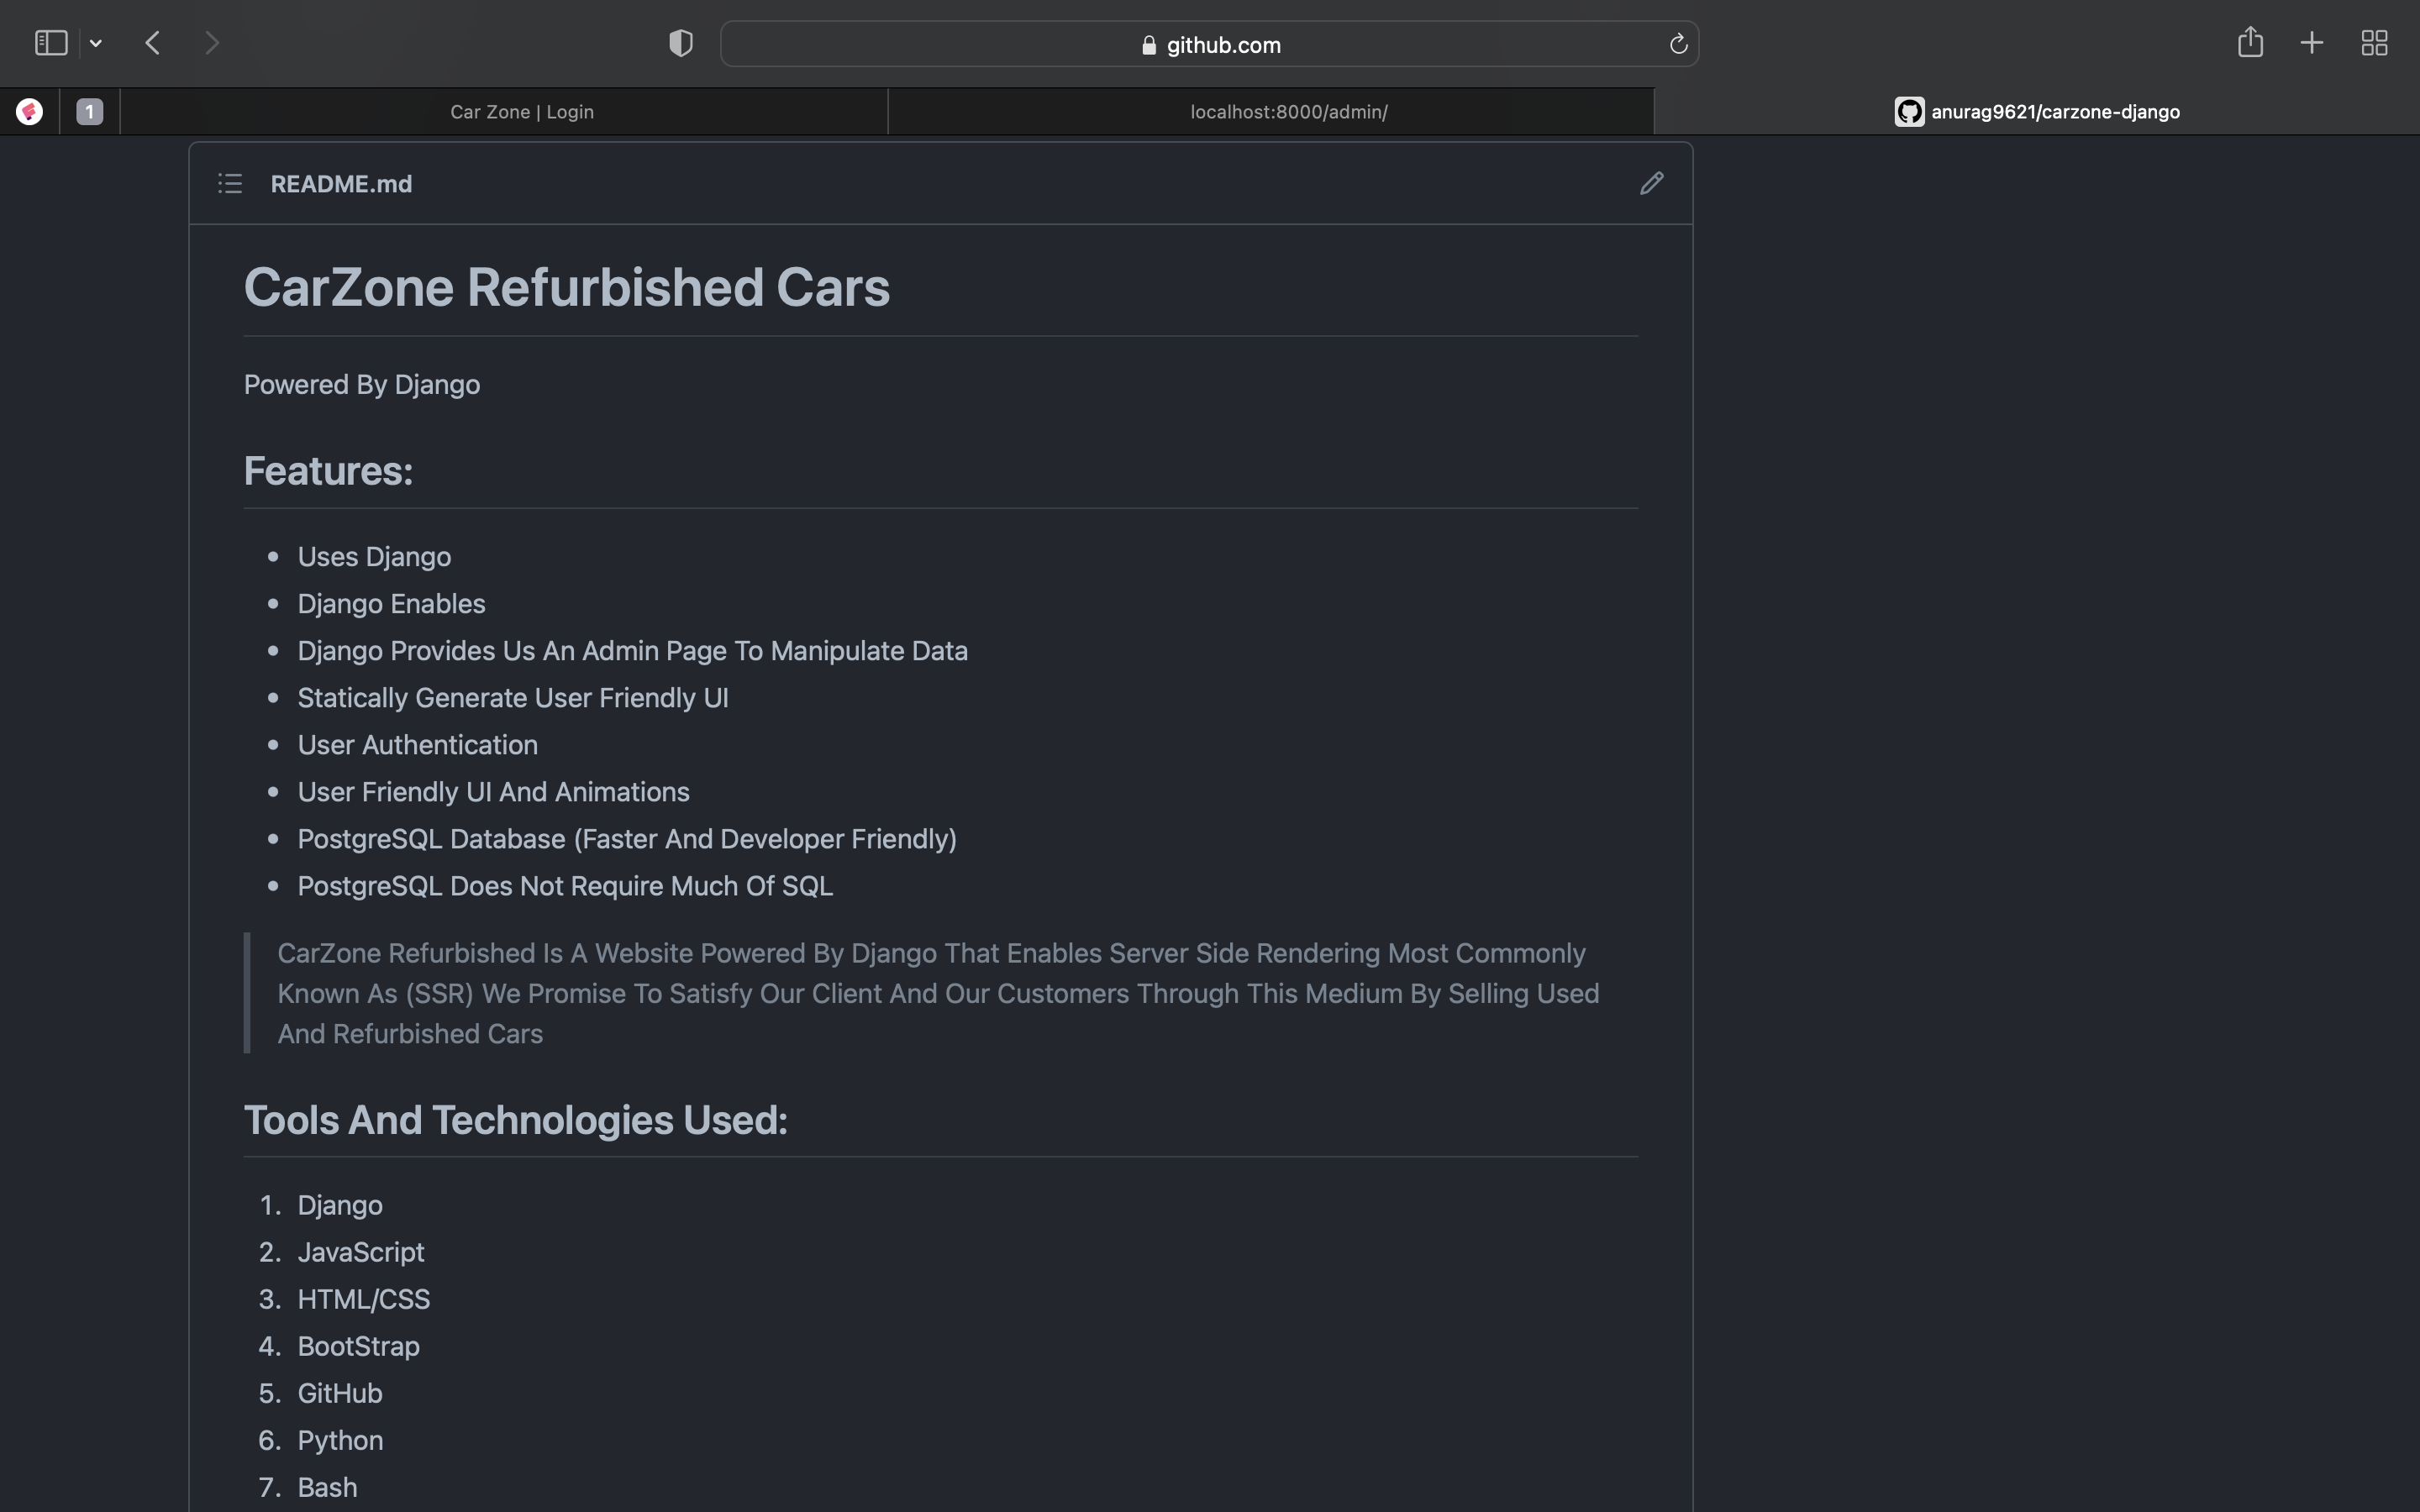 github.com
1
Car Zone | Login
localhost:8000/admin/
anurag9621/carzone-django
README.md
CarZone Refurbished Cars
Powered By Django
Features:
Uses Django
Django Enables
Django Provides Us An Admin Page To Manipulate Data
Statically Generate User Friendly UI
User Authentication
User Friendly UI And Animations
PostgreSQL Database (Faster And Developer Friendly)
PostgreSQL Does Not Require Much Of SQL
CarZone Refurbished Is A Website Powered By Django That Enables Server Side Rendering Most Commonly
Known As (SSR) We Promise To Satisfy Our Client And Our Customers Through This Medium By Selling Used
And Refurbished Cars
Tools And Technologies Used:
1. Django
2. JavaScript
3. HTML/CSS
4. BootStrap
5. GitHub
6. Python
7. Bash